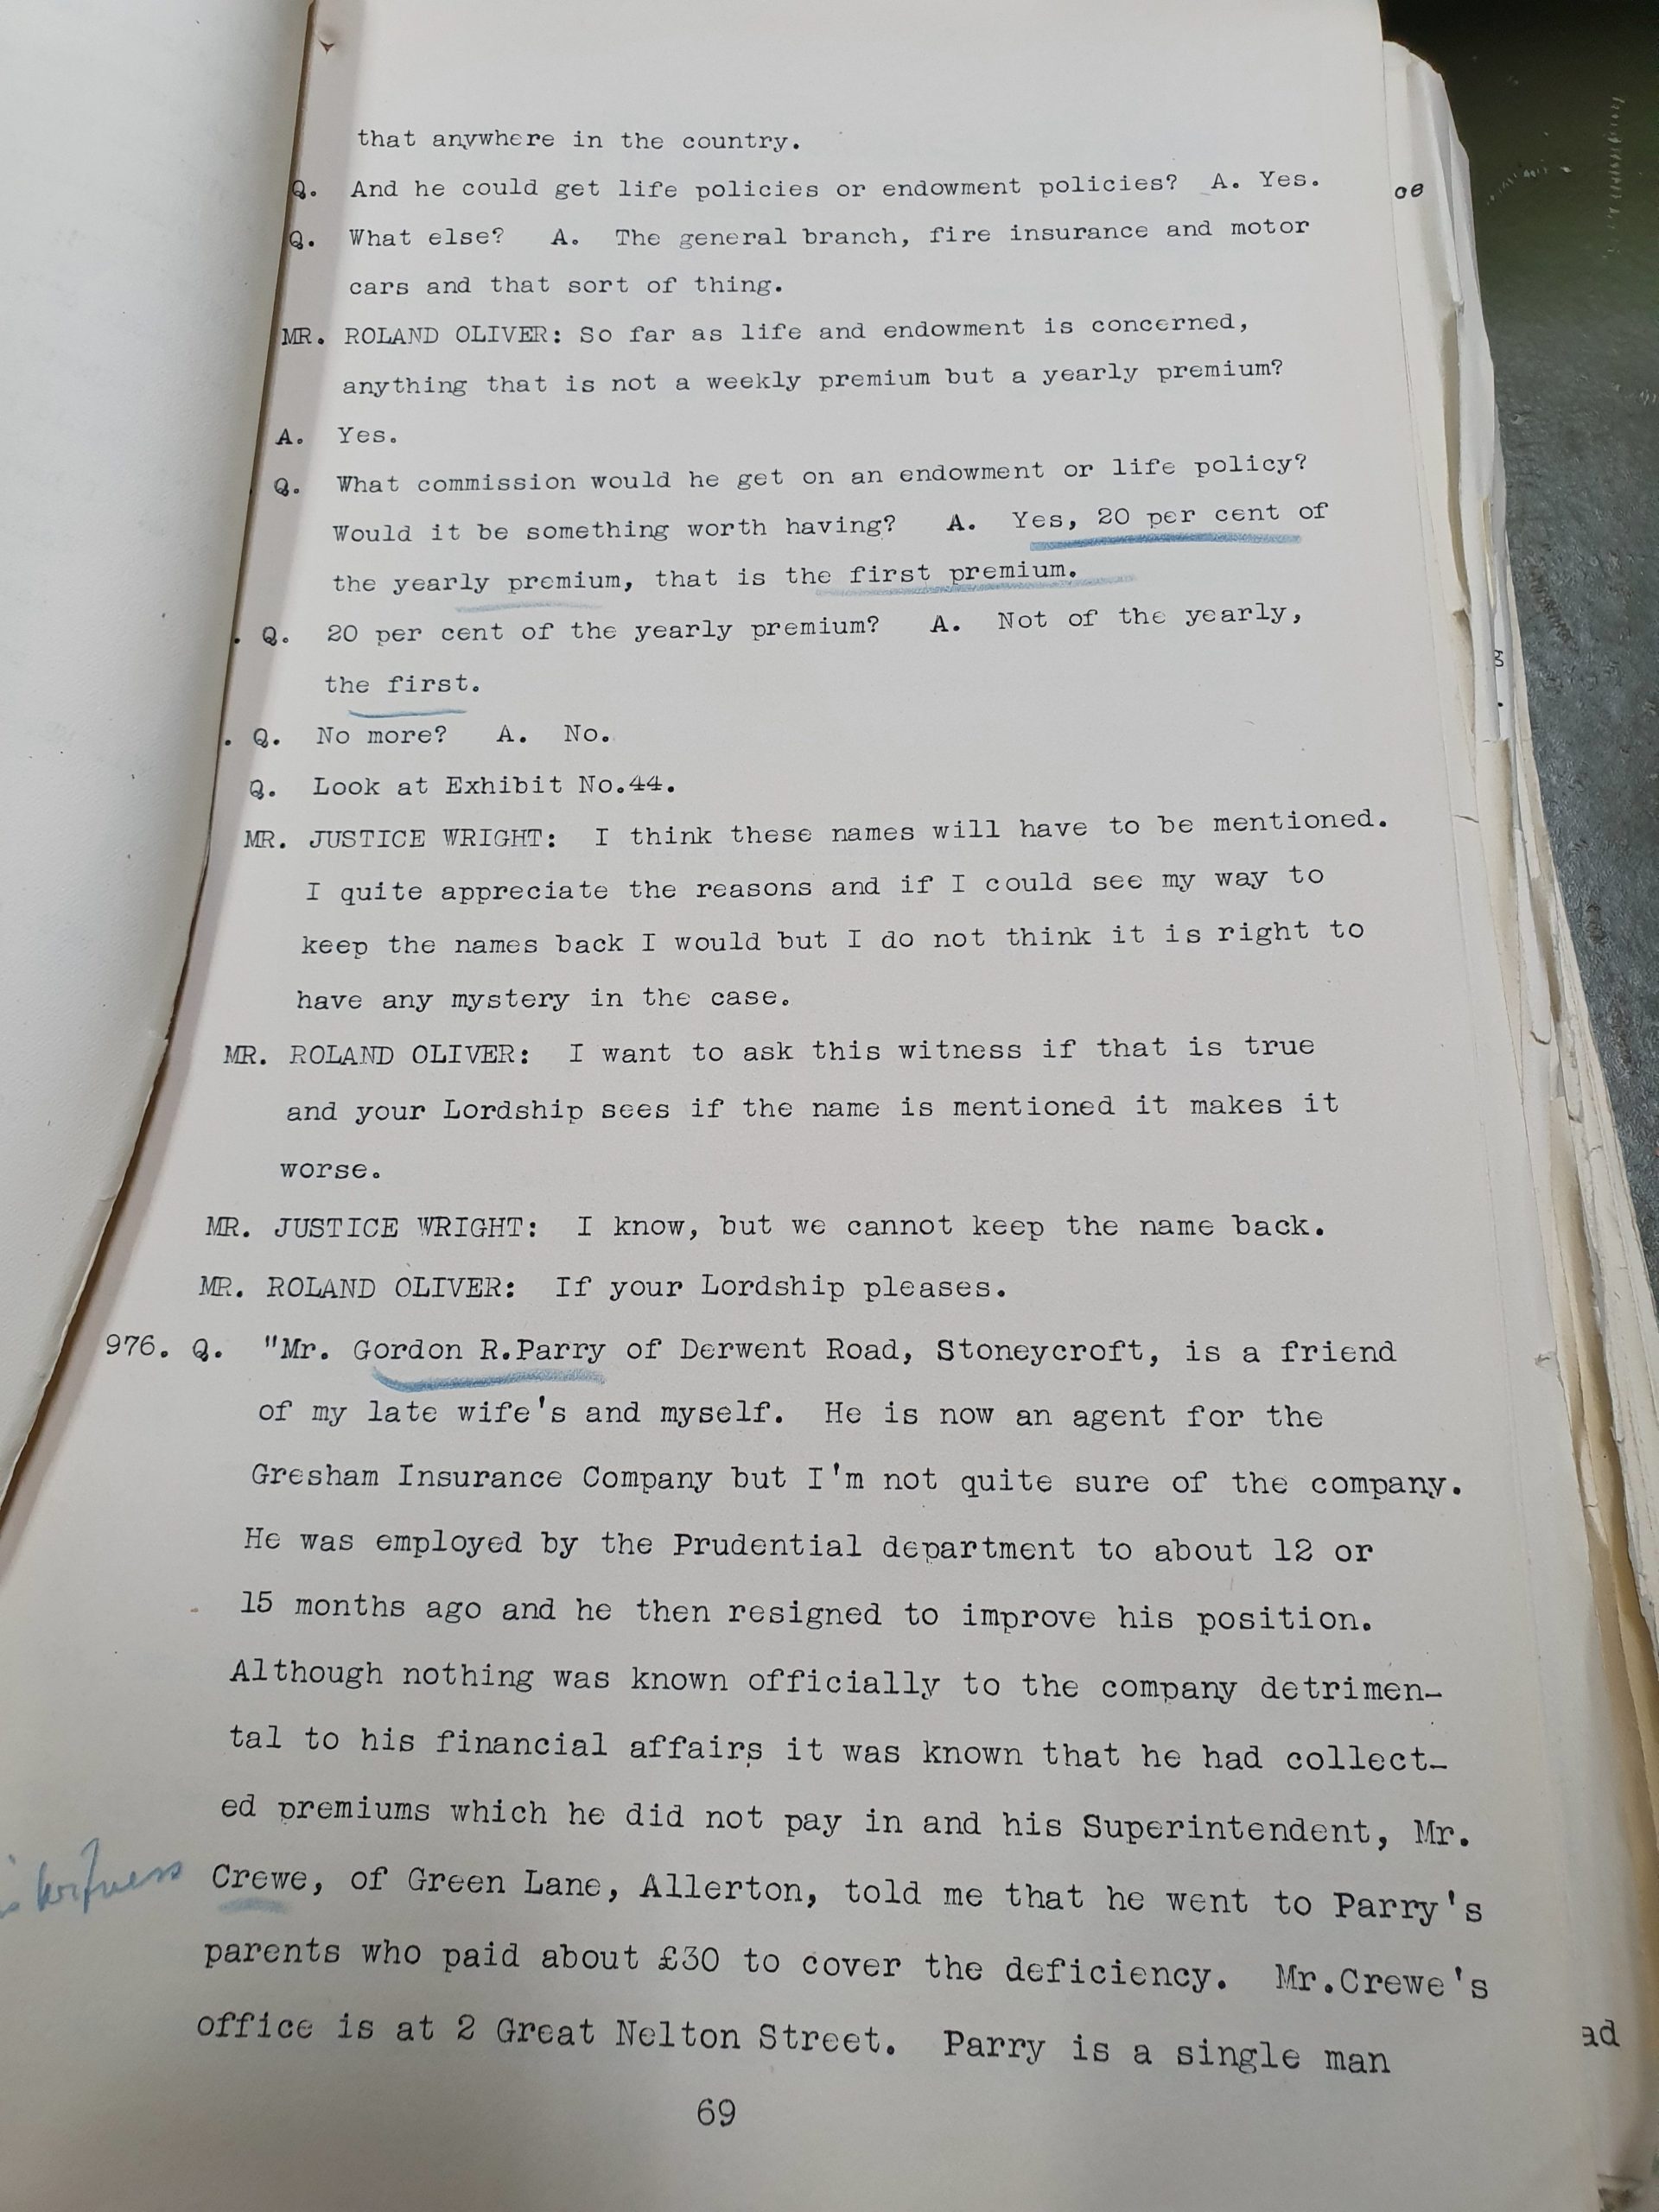 that anywhere in the country.
Q. And he could get life policies or endowment policies? A. Yes.
Q. What else? A. The general branch, fire insurance and motor
cars and that sort of thing.
MR. ROLAND OLIVER: So far as life and endowment is concerned,
anything that is not a weekly premium but a yearly premium?
A. Yes.
Q. What commission would he get on an endowment or life policy?
Would it be something worth having? A. Yes, 20 per cent of
the yearly premium, that is the first premium.
. Q. 20 per cent of the yearly premium? A. Not of the yearly,
the first.
. Q. No more? A. No.
Q. Look at Exhibit No.44.
MR. JUSTICE WRIGHT: I think these names will have to be mentioned.
I quite appreciate the reasons and if I could see my way to
keep the names back I would but I do not think it is right to
have any mystery in the case.
MR. ROLAND OLIVER: I want to ask this witness if that is true
and your Lordship sees if the name is mentioned it makes it
worse.
MR. JUSTICE WRIGHT: I know, but we cannot keep the name back.
MR. ROLAND OLIVER: If your Lordship pleases.
976. Q. "Mr. Gordon R.Parry of Derwent Road, Stoneycroft, is a friend
of my late wife's and myself. He is now an agent for the
Gresham Insurance Company but I'm not quite sure of the company.
He was employed by the Prudential department to about 12 or
15 months ago and he then resigned to improve his position.
Although nothing was known officially to the company detrimen-
tal to his financial affairs it was known that he had collect-
ed premiums which he did not pay in and his Superintendent, Mr.
witness
Crewe, of Green Lane, Allerton, told me that he went to Parry's
parents who paid about £30 to cover the deficiency. Mr.Crewe's
office is at 2 Great Nelton Street. Parry is a single man
69
oe
g
ad